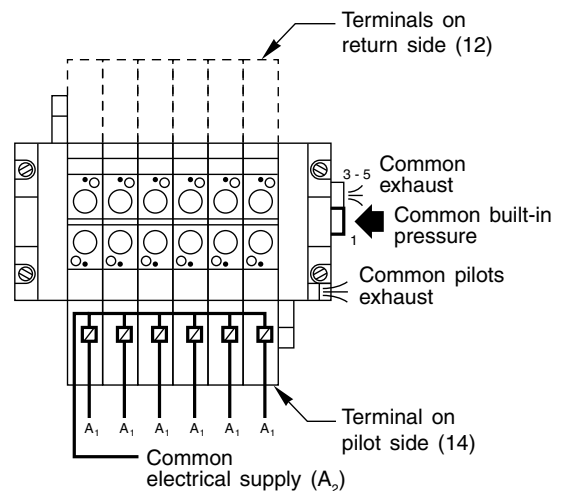 Terminals on
return side (12)
3 - 5
Common
exhaust
Common built-in
pressure
1
Common pilots
exhaust
A₁ A₁ A₁ A₁ A₁ A₁
Terminal on
pilot side (14)
Common
electrical supply (A₂)